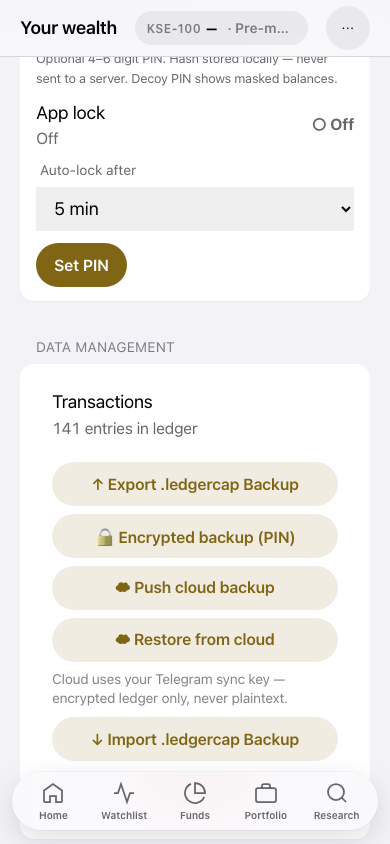 Your wealth
KSE-100 — · Pre-m...
...
Optional 4–6 digit PIN. Hash stored locally — never
sent to a server. Decoy PIN shows masked balances.
App lock
Off
Off
Auto-lock after
5 min
Set PIN
DATA MANAGEMENT
Transactions
141 entries in ledger
↑ Export .ledgercap Backup
🔒 Encrypted backup (PIN)
☁ Push cloud backup
☁ Restore from cloud
Cloud uses your Telegram sync key —
encrypted ledger only, never plaintext.
↓ Import .ledgercap Backup
Home
Watchlist
Funds
Portfolio
Research